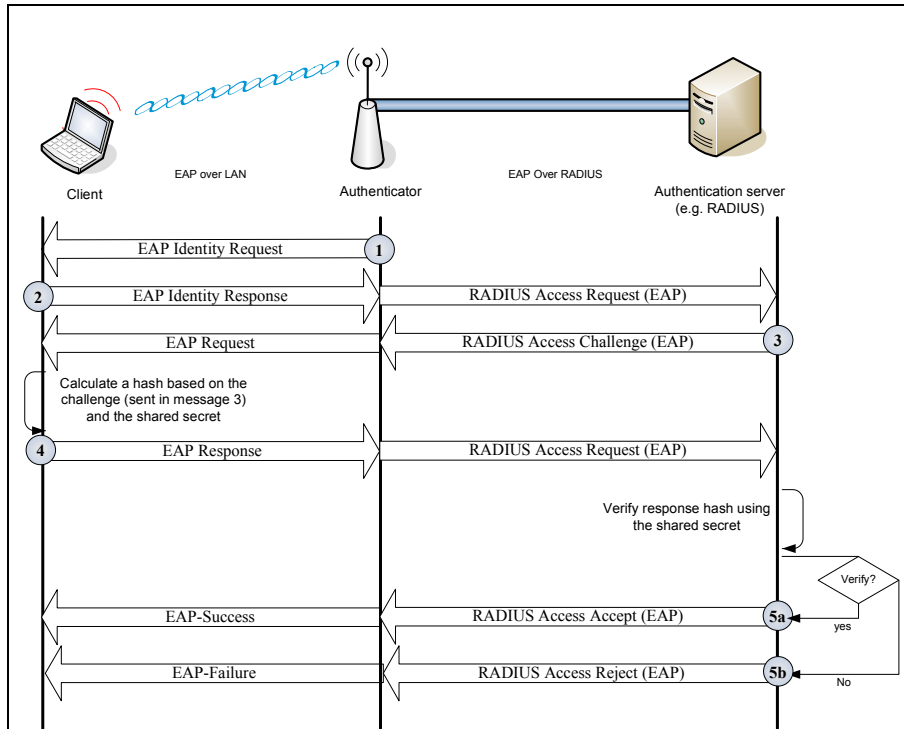 EAP over LAN
EAP Over RADIUS
Client
Authenticator
Authentication server
(e.g. RADIUS)
EAP Identity Request
1
2
EAP Identity Response
RADIUS Access Request (EAP)
EAP Request
RADIUS Access Challenge (EAP)
3
Calculate a hash based on the
challenge (sent in message 3)
and the shared secret
4
EAP Response
RADIUS Access Request (EAP)
Verify response hash using
the shared secret
Verify?
EAP-Success
RADIUS Access Accept (EAP)
5a
yes
EAP-Failure
RADIUS Access Reject (EAP)
5b
No